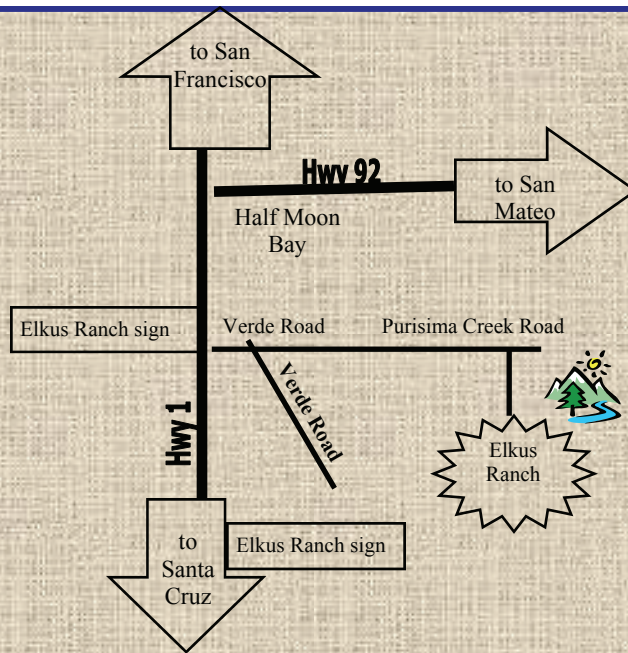 to San
Francisco
Hwy 92
to San
Mateo
Half Moon
Bay
Elkus Ranch sign
Verde Road
Purisima Creek Road
Verde Road
Hwy 1
Elkus
Ranch
to
Santa
Cruz
Elkus Ranch sign